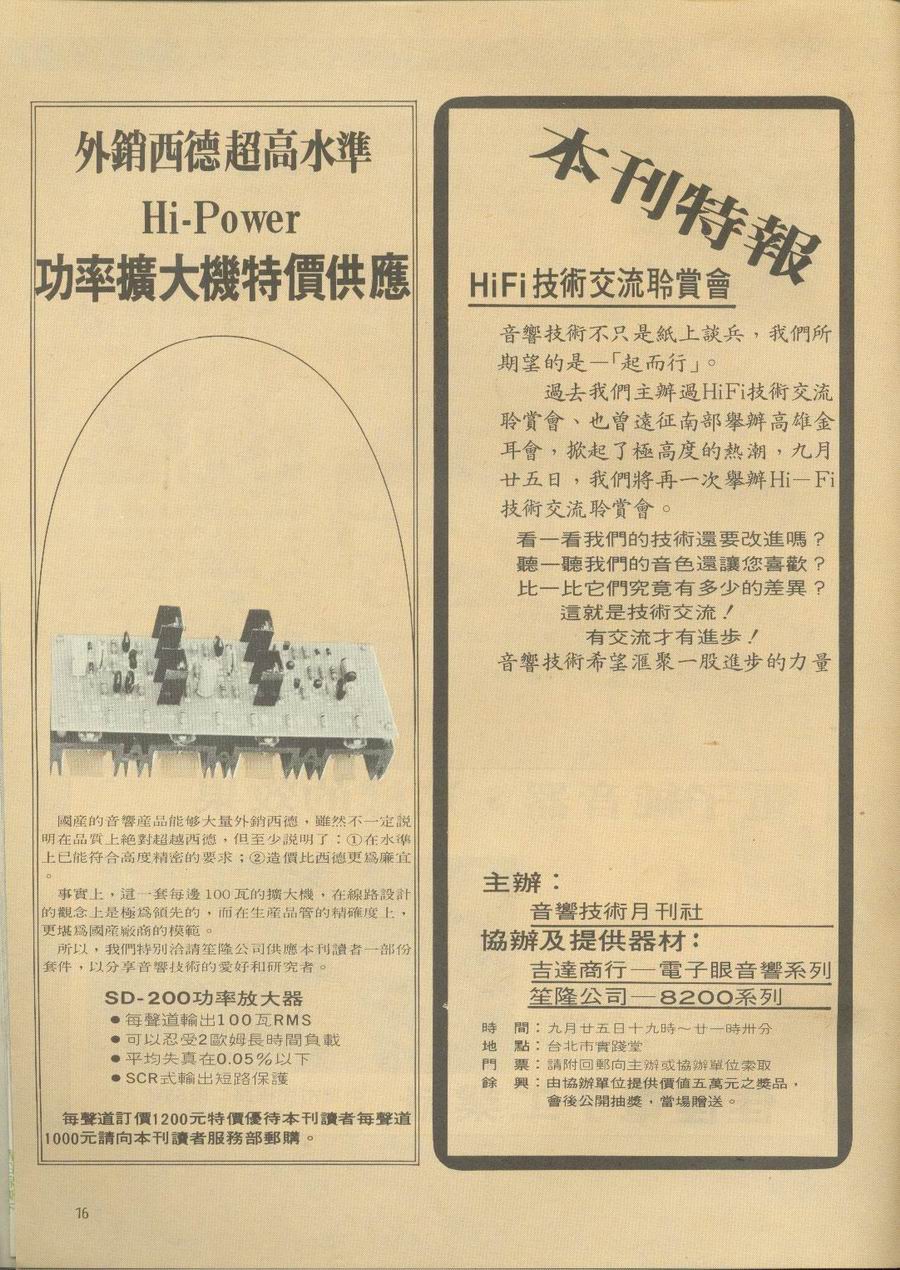 外銷西德超高水準
Hi-Power
功率擴大機特價供應
國産的音響産品能够大量外銷西德，雖然不一定説
明在品質上絶對超越西德，但至少説明了：①在水準
上已能符合高度精密的要求；②造價比西德更爲廉宜
。
事實上，這一套每邊100瓦的擴大機，在線路設計
的觀念上是極爲領先的，而在生産品管的精確度上，
更堪爲國産廠商的模範。
所以，我們特别洽請笙隆公司供應本刊讀者一部份
套件，以分享音響技術的愛好和研究者。
SD-200功率放大器
●每聲道輸出100瓦RMS
●可以忍受2歐姆長時間負載
●平均失真在0.05％以下
●SCR式輸出短路保護
每聲道訂價1200元特價優待本刊讀者每聲道
1000元請向本刊讀者服務部郵購。
16
本刊特報
HiFi技術交流聆賞會
音響技術不只是紙上談兵，我們所
期望的是—「起而行」。
過去我們主辦過HiFi技術交流
聆賞會、也曾遠征南部舉辦高雄金
耳會，掀起了極高度的熱潮，九月
廿五日，我們將再一次舉辦Hi—Fi
技術交流聆賞會。
看一看我們的技術還要改進嗎？
聽一聽我們的音色還讓您喜歡？
比一比它們究竟有多少的差異？
這就是技術交流！
有交流才有進步！
音響技術希望滙聚一股進步的力量
主辦：
音響技術月刊社
協辦及提供器材：
吉達商行—電子眼音響系列
笙隆公司—8200系列
時　間：九月廿五日十九時～廿一時卅分
地　點：台北市實踐堂
門　票：請附回郵向主辦或協辦單位索取
餘　興：由協辦單位提供價値五萬元之獎品，
會後公開抽獎，當場贈送。